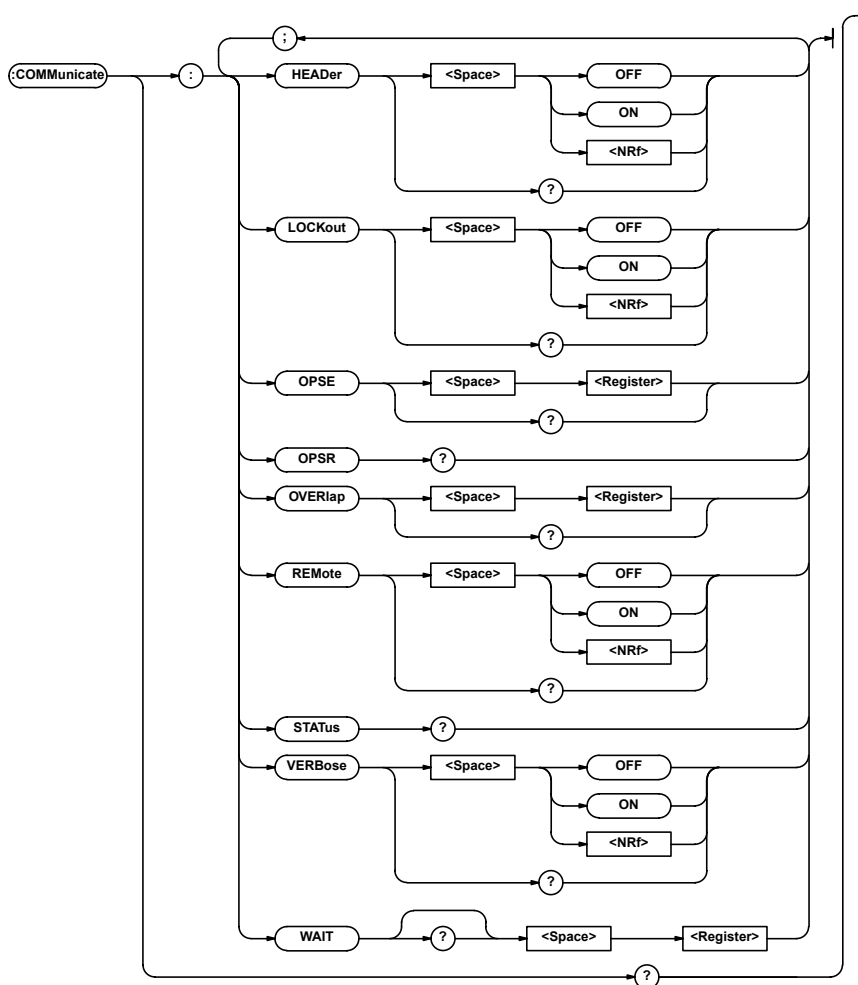 ;
:COMMunicate : HEADer <Space> OFF
ON
<NRf>
?
LOCKout <Space> OFF
ON
<NRf>
?
OPSE <Space> <Register>
?
OPSR ?
OVERlap <Space> <Register>
?
REMote <Space> OFF
ON
<NRf>
?
STATus ?
VERBose <Space> OFF
ON
<NRf>
?
WAIT ? <Space> <Register>
?